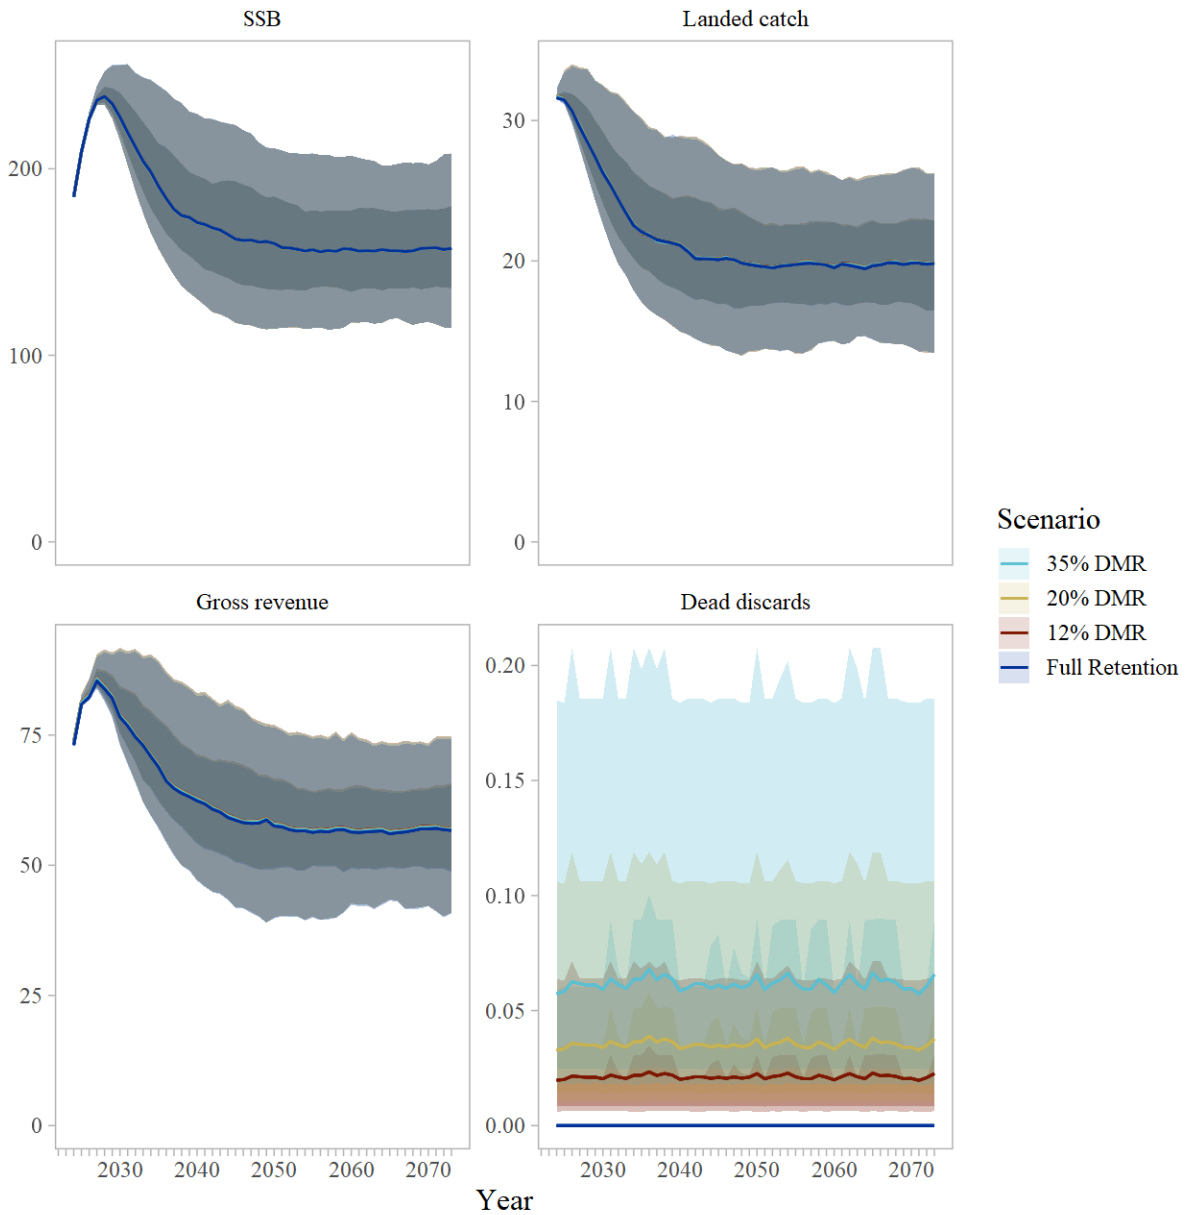 SSB
Landed catch
200
100
0
30
20
10
0
Gross revenue
Dead discards
75
50
25
0
0.20
0.15
0.10
0.05
0.00
2030 2040 2050 2060 2070
2030 2040 2050 2060 2070
Year
Scenario
35% DMR
20% DMR
12% DMR
Full Retention